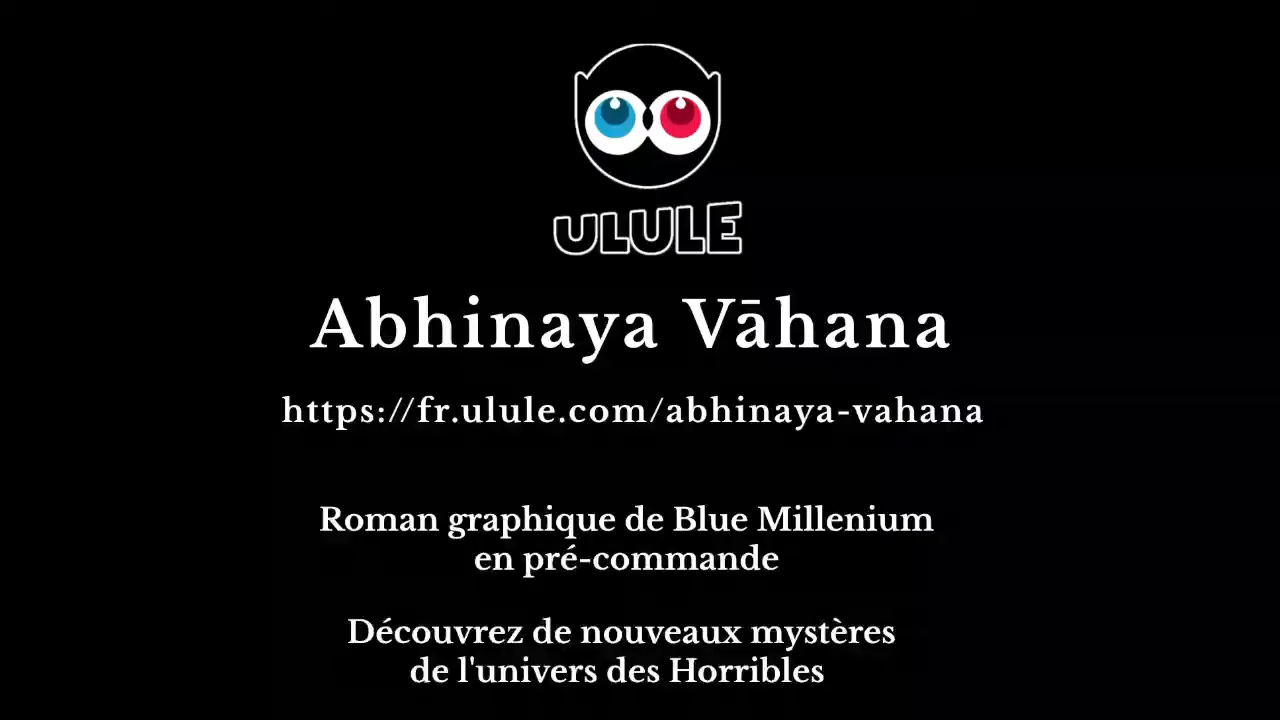 ULULE
Abhinaya Vāhana
https://fr.ulule.com/abhinaya-vahana
Roman graphique de Blue Millenium
en pré-commande
Découvrez de nouveaux mystères
de l'univers des Horribles